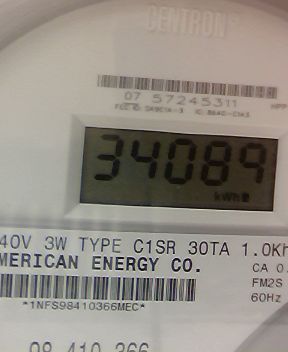 CENTRON®
07 57245311
34089
kWh
40V 3W TYPE C1SR 30TA 1.0Kh
MERICAN ENERGY CO.
CA 0.
FM2S
60Hz
*1NFS98410366MEC*
98 410 366